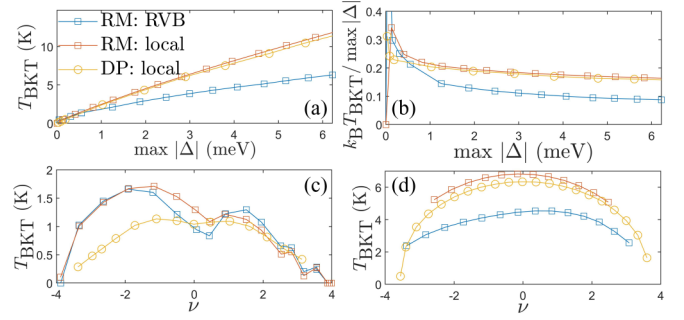 RM: RVB
RM: local
DP: local
T_BKT (K)
10
5
0
0 1 2 3 4 5 6
max |Δ| (meV)
(a)
k_B T_BKT / max |Δ|
0.4
0.3
0.2
0.1
0
0 1 2 3 4 5 6
max |Δ| (meV)
(b)
T_BKT (K)
2
1.5
1
0.5
0
-4 -2 0 2 4
ν
(c)
T_BKT (K)
6
4
2
0
-4 -2 0 2 4
ν
(d)